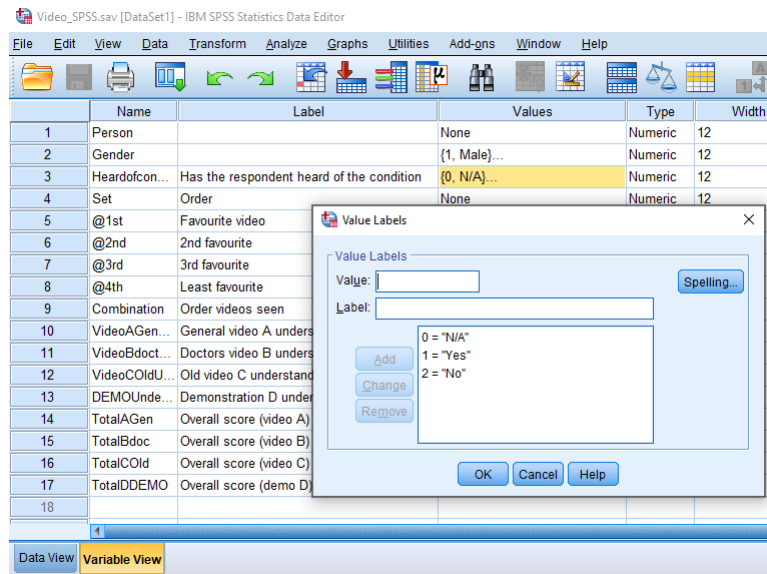 Video_SPSS.sav [DataSet1] - IBM SPSS Statistics Data Editor
File Edit View Data Transform Analyze Graphs Utilities Add-ons Window Help
Name Label Values Type Width
1 Person None Numeric 12
2 Gender {1, Male}... Numeric 12
3 Heardofcon... Has the respondent heard of the condition {0, N/A}... Numeric 12
4 Set Order None Numeric 12
5 @1st Favourite video
6 @2nd 2nd favourite
7 @3rd 3rd favourite
8 @4th Least favourite
9 Combination Order videos seen
10 VideoAGen... General video A unders
11 VideoBdoct... Doctors video B unders
12 VideoCOldU... Old video C understand
13 DEMOUnde... Demonstration D under
14 TotalAGen Overall score (video A)
15 TotalBdoc Overall score (video B)
16 TotalCOld Overall score (video C)
17 TotalDDEMO Overall score (demo D)
18
Value Labels
Value Labels
Value:
Spelling...
Label:
0 = "N/A"
1 = "Yes"
2 = "No"
Add
Change
Remove
OK Cancel Help
Data View Variable View